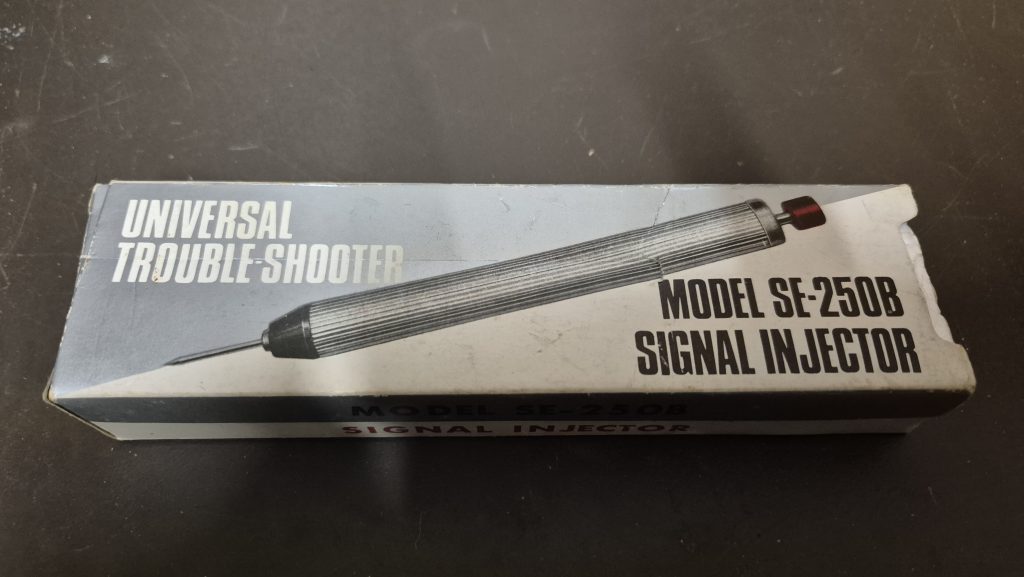 UNIVERSAL
TROUBLE-SHOOTER
MODEL SE-250B
SIGNAL INJECTOR
MODEL SE-250B
SIGNAL INJECTOR